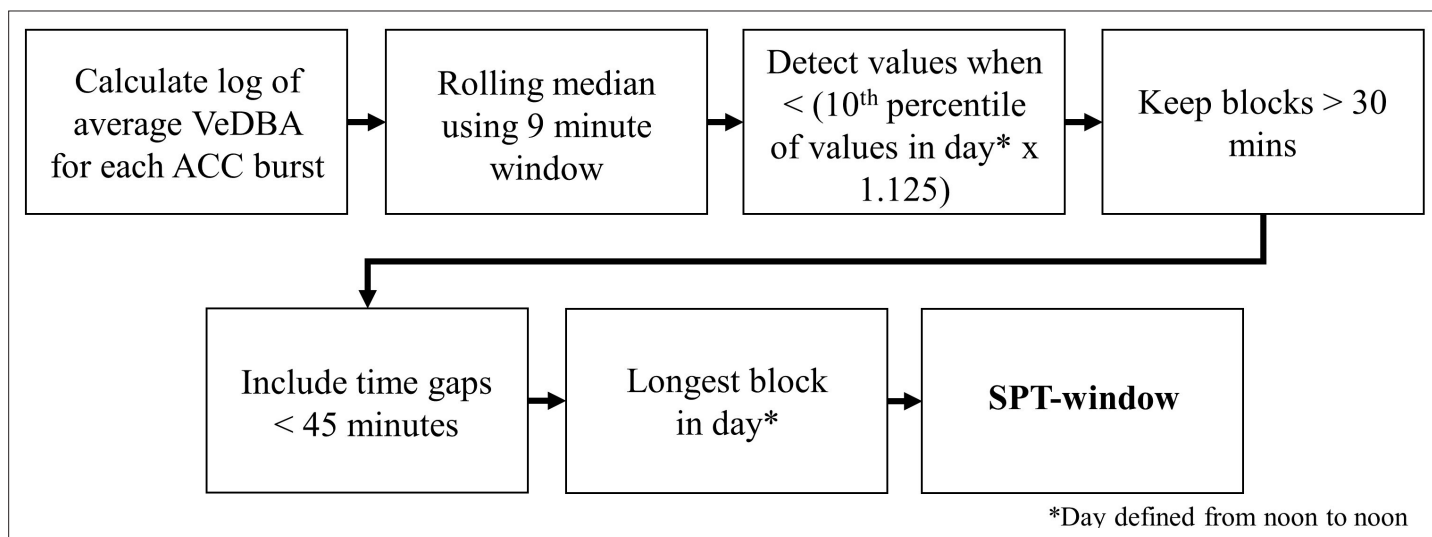 Calculate log of
average VeDBA
for each ACC burst
Rolling median
using 9 minute
window
Detect values when
< (10th percentile
of values in day* x
1.125)
Keep blocks > 30
mins
Include time gaps
< 45 minutes
Longest block
in day*
SPT-window
*Day defined from noon to noon